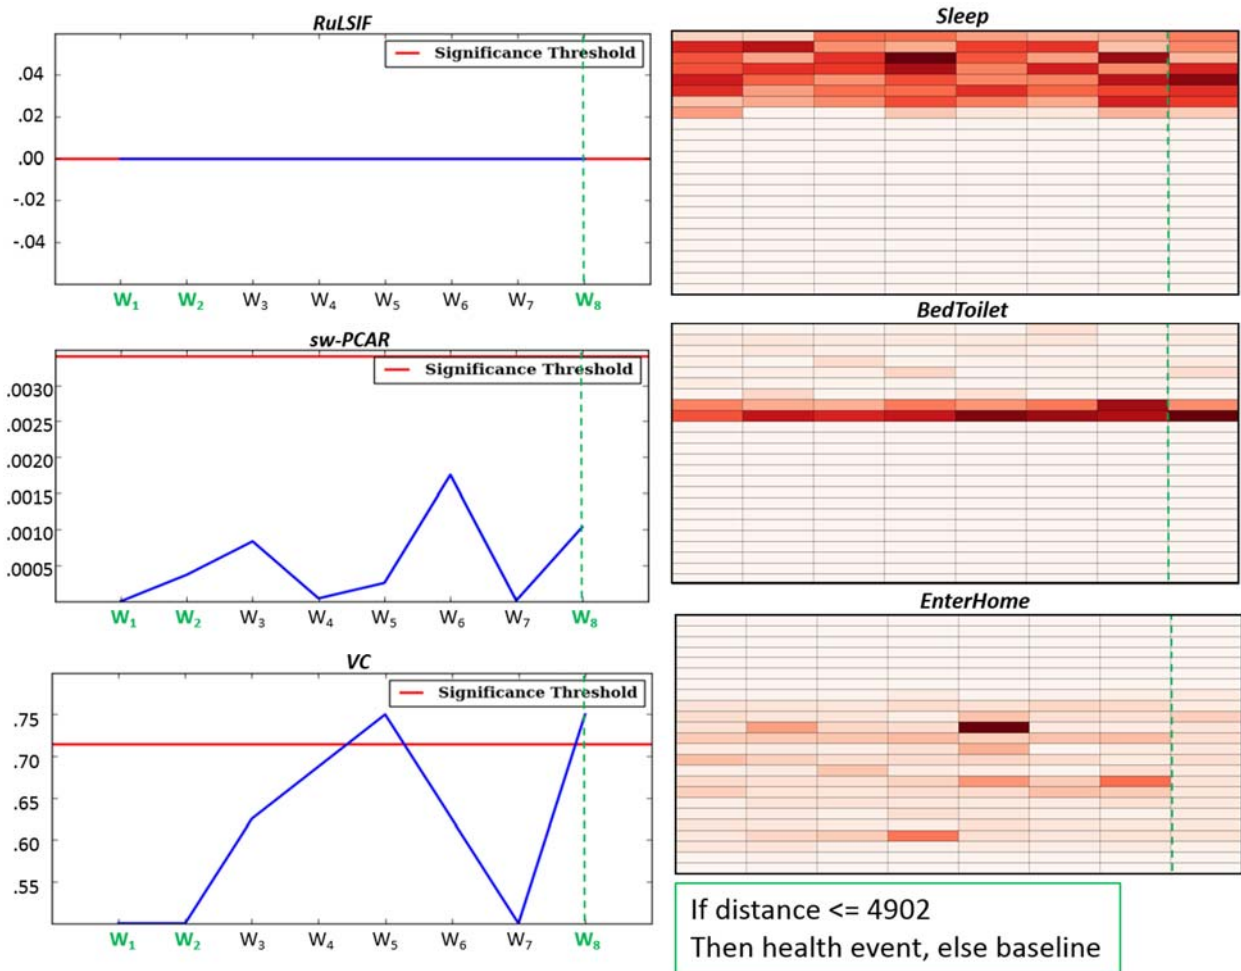 RuLSIF
Significance Threshold
.04
.02
.00
-.02
-.04
W1 W2 W3 W4 W5 W6 W7 W8
sw-PCAR
Significance Threshold
.0030
.0025
.0020
.0015
.0010
.0005
W1 W2 W3 W4 W5 W6 W7 W8
VC
Significance Threshold
.75
.70
.65
.60
.55
W1 W2 W3 W4 W5 W6 W7 W8
Sleep
BedToilet
EnterHome
If distance <= 4902
Then health event, else baseline